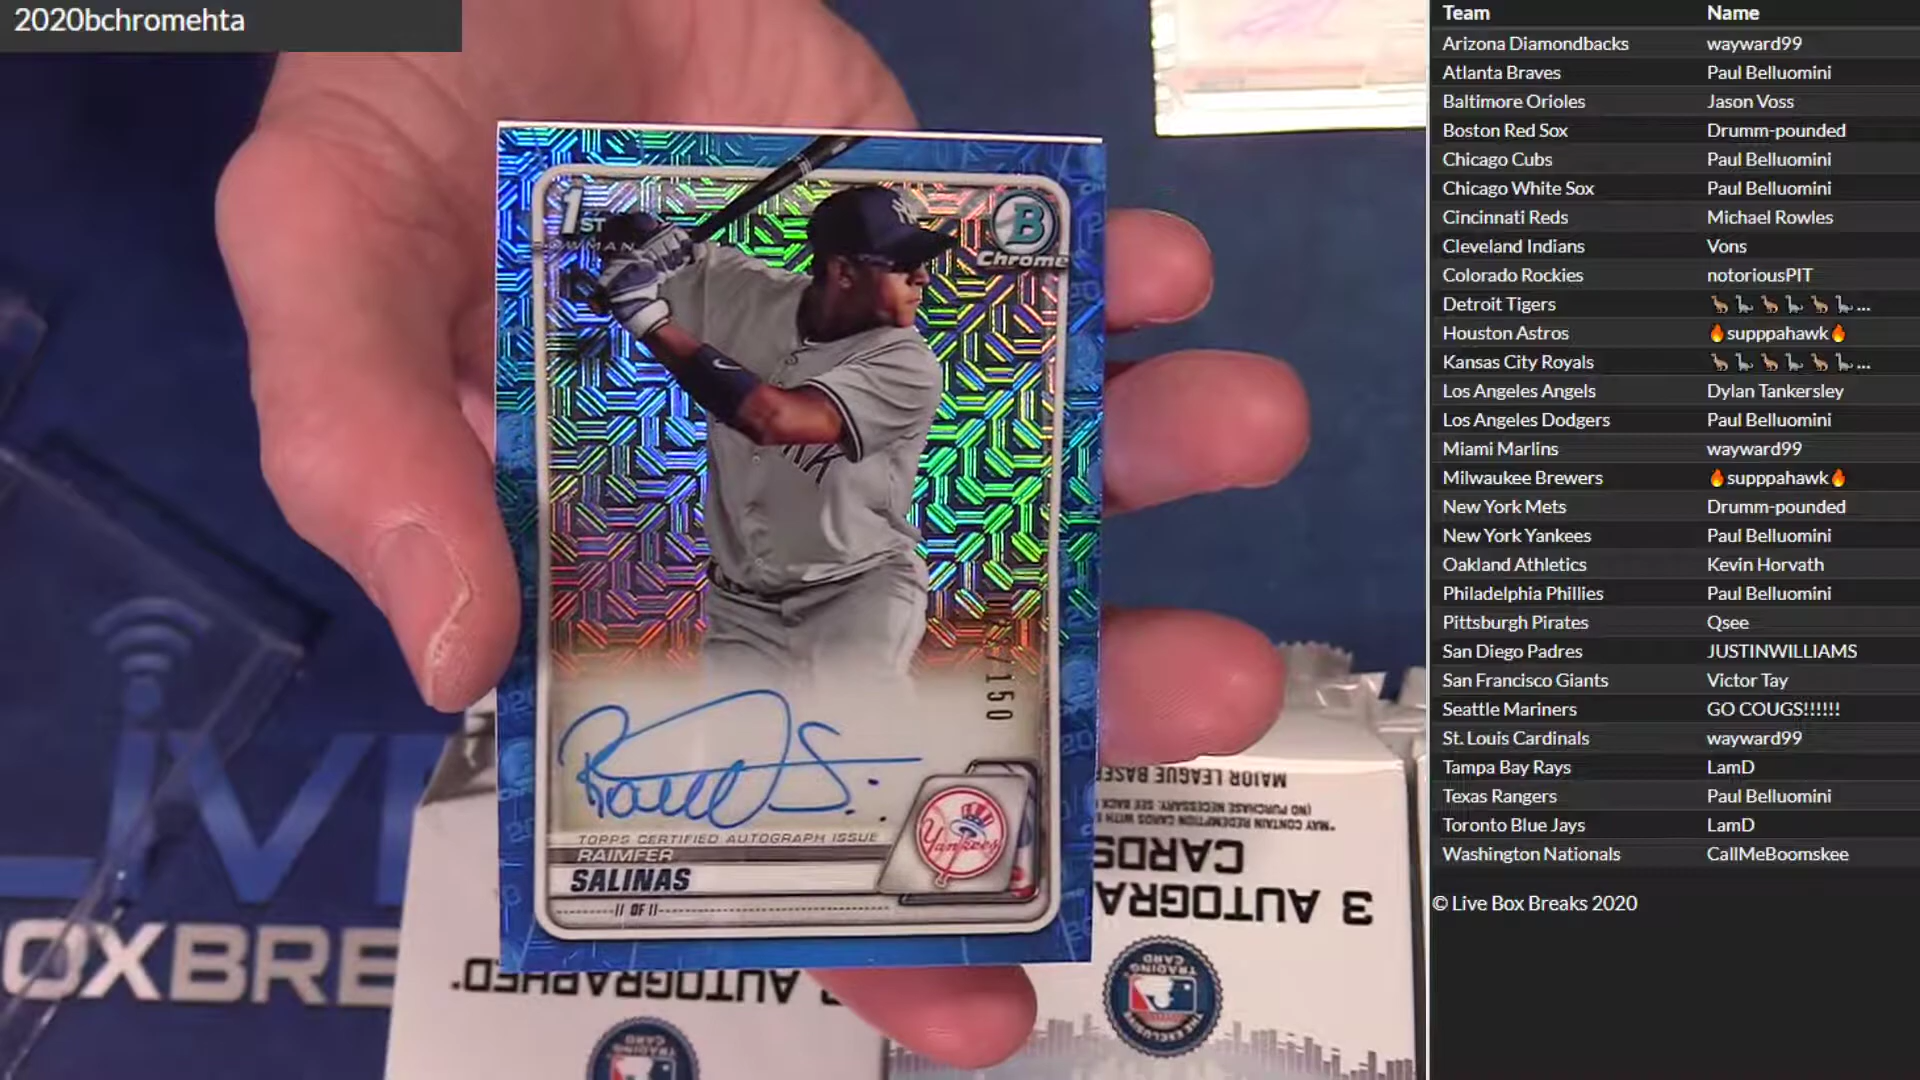 2020bchromehta
1ST
BOWMAN
B
Chrome
/150
TOPPS CERTIFIED AUTOGRAPH ISSUE
RAIMFER
SALINAS
OF
Yankees
MAJOR LEAGUE
CARDS
3 AUTOGRA
AUTOGRAPHED*
OXBRE
Team Name
Arizona Diamondbacks wayward99
Atlanta Braves Paul Belluomini
Baltimore Orioles Jason Voss
Boston Red Sox Drumm-pounded
Chicago Cubs Paul Belluomini
Chicago White Sox Paul Belluomini
Cincinnati Reds Michael Rowles
Cleveland Indians Vons
Colorado Rockies notoriousPIT
Detroit Tigers 🦒🦕🦒🦕🦒🦕...
Houston Astros 🔥supppahawk🔥
Kansas City Royals 🦒🦕🦒🦕🦒🦕...
Los Angeles Angels Dylan Tankersley
Los Angeles Dodgers Paul Belluomini
Miami Marlins wayward99
Milwaukee Brewers 🔥supppahawk🔥
New York Mets Drumm-pounded
New York Yankees Paul Belluomini
Oakland Athletics Kevin Horvath
Philadelphia Phillies Paul Belluomini
Pittsburgh Pirates Qsee
San Diego Padres JUSTINWILLIAMS
San Francisco Giants Victor Tay
Seattle Mariners GO COUGS!!!!!!
St. Louis Cardinals wayward99
Tampa Bay Rays LamD
Texas Rangers Paul Belluomini
Toronto Blue Jays LamD
Washington Nationals CallMeBoomskee
© Live Box Breaks 2020